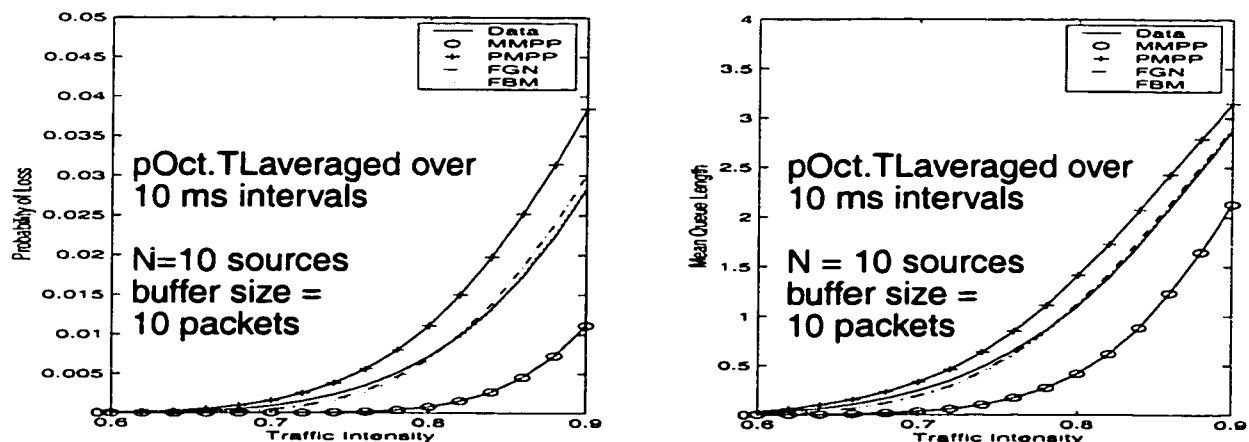 0.05
0.045
0.04
0.035
0.03
0.025
0.02
0.015
0.01
0.005
0
Probability of Loss
Data
MMPP
PMPP
FGN
FBM
pOct.TLaveraged over
10 ms intervals
N=10 sources
buffer size =
10 packets
0.6
0.7
0.8
0.9
Traffic Intensity
4
3.5
3
2.5
2
1.5
1
0.5
0
Mean Queue Length
Data
MMPP
PMPP
FGN
FBM
pOct.TLaveraged over
10 ms intervals
N = 10 sources
buffer size =
10 packets
0.6
0.7
0.8
0.9
Traffic Intensity